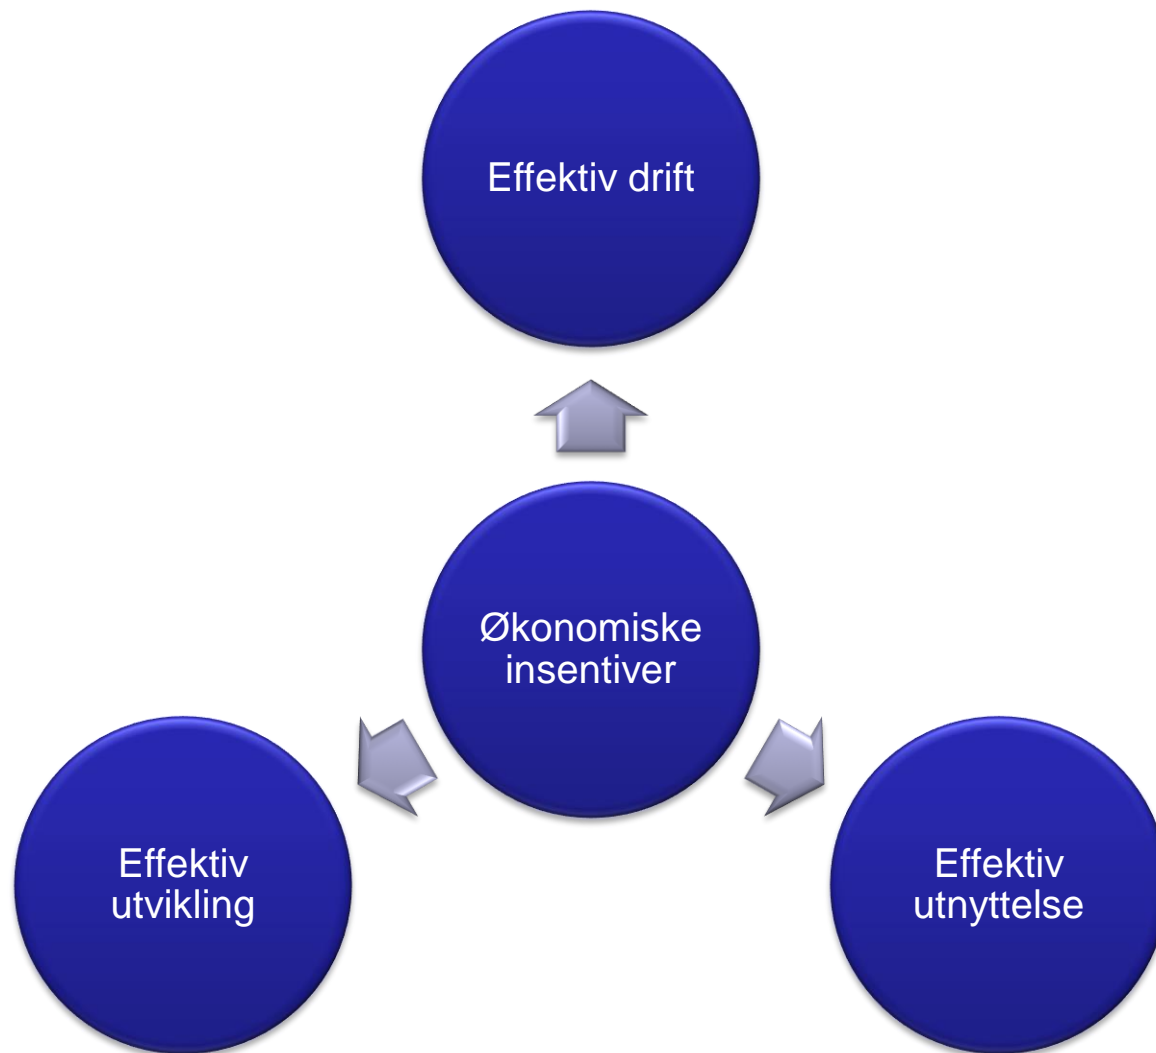 Effektiv drift
Økonomiske
insentiver
Effektiv
utvikling
Effektiv
utnyttelse